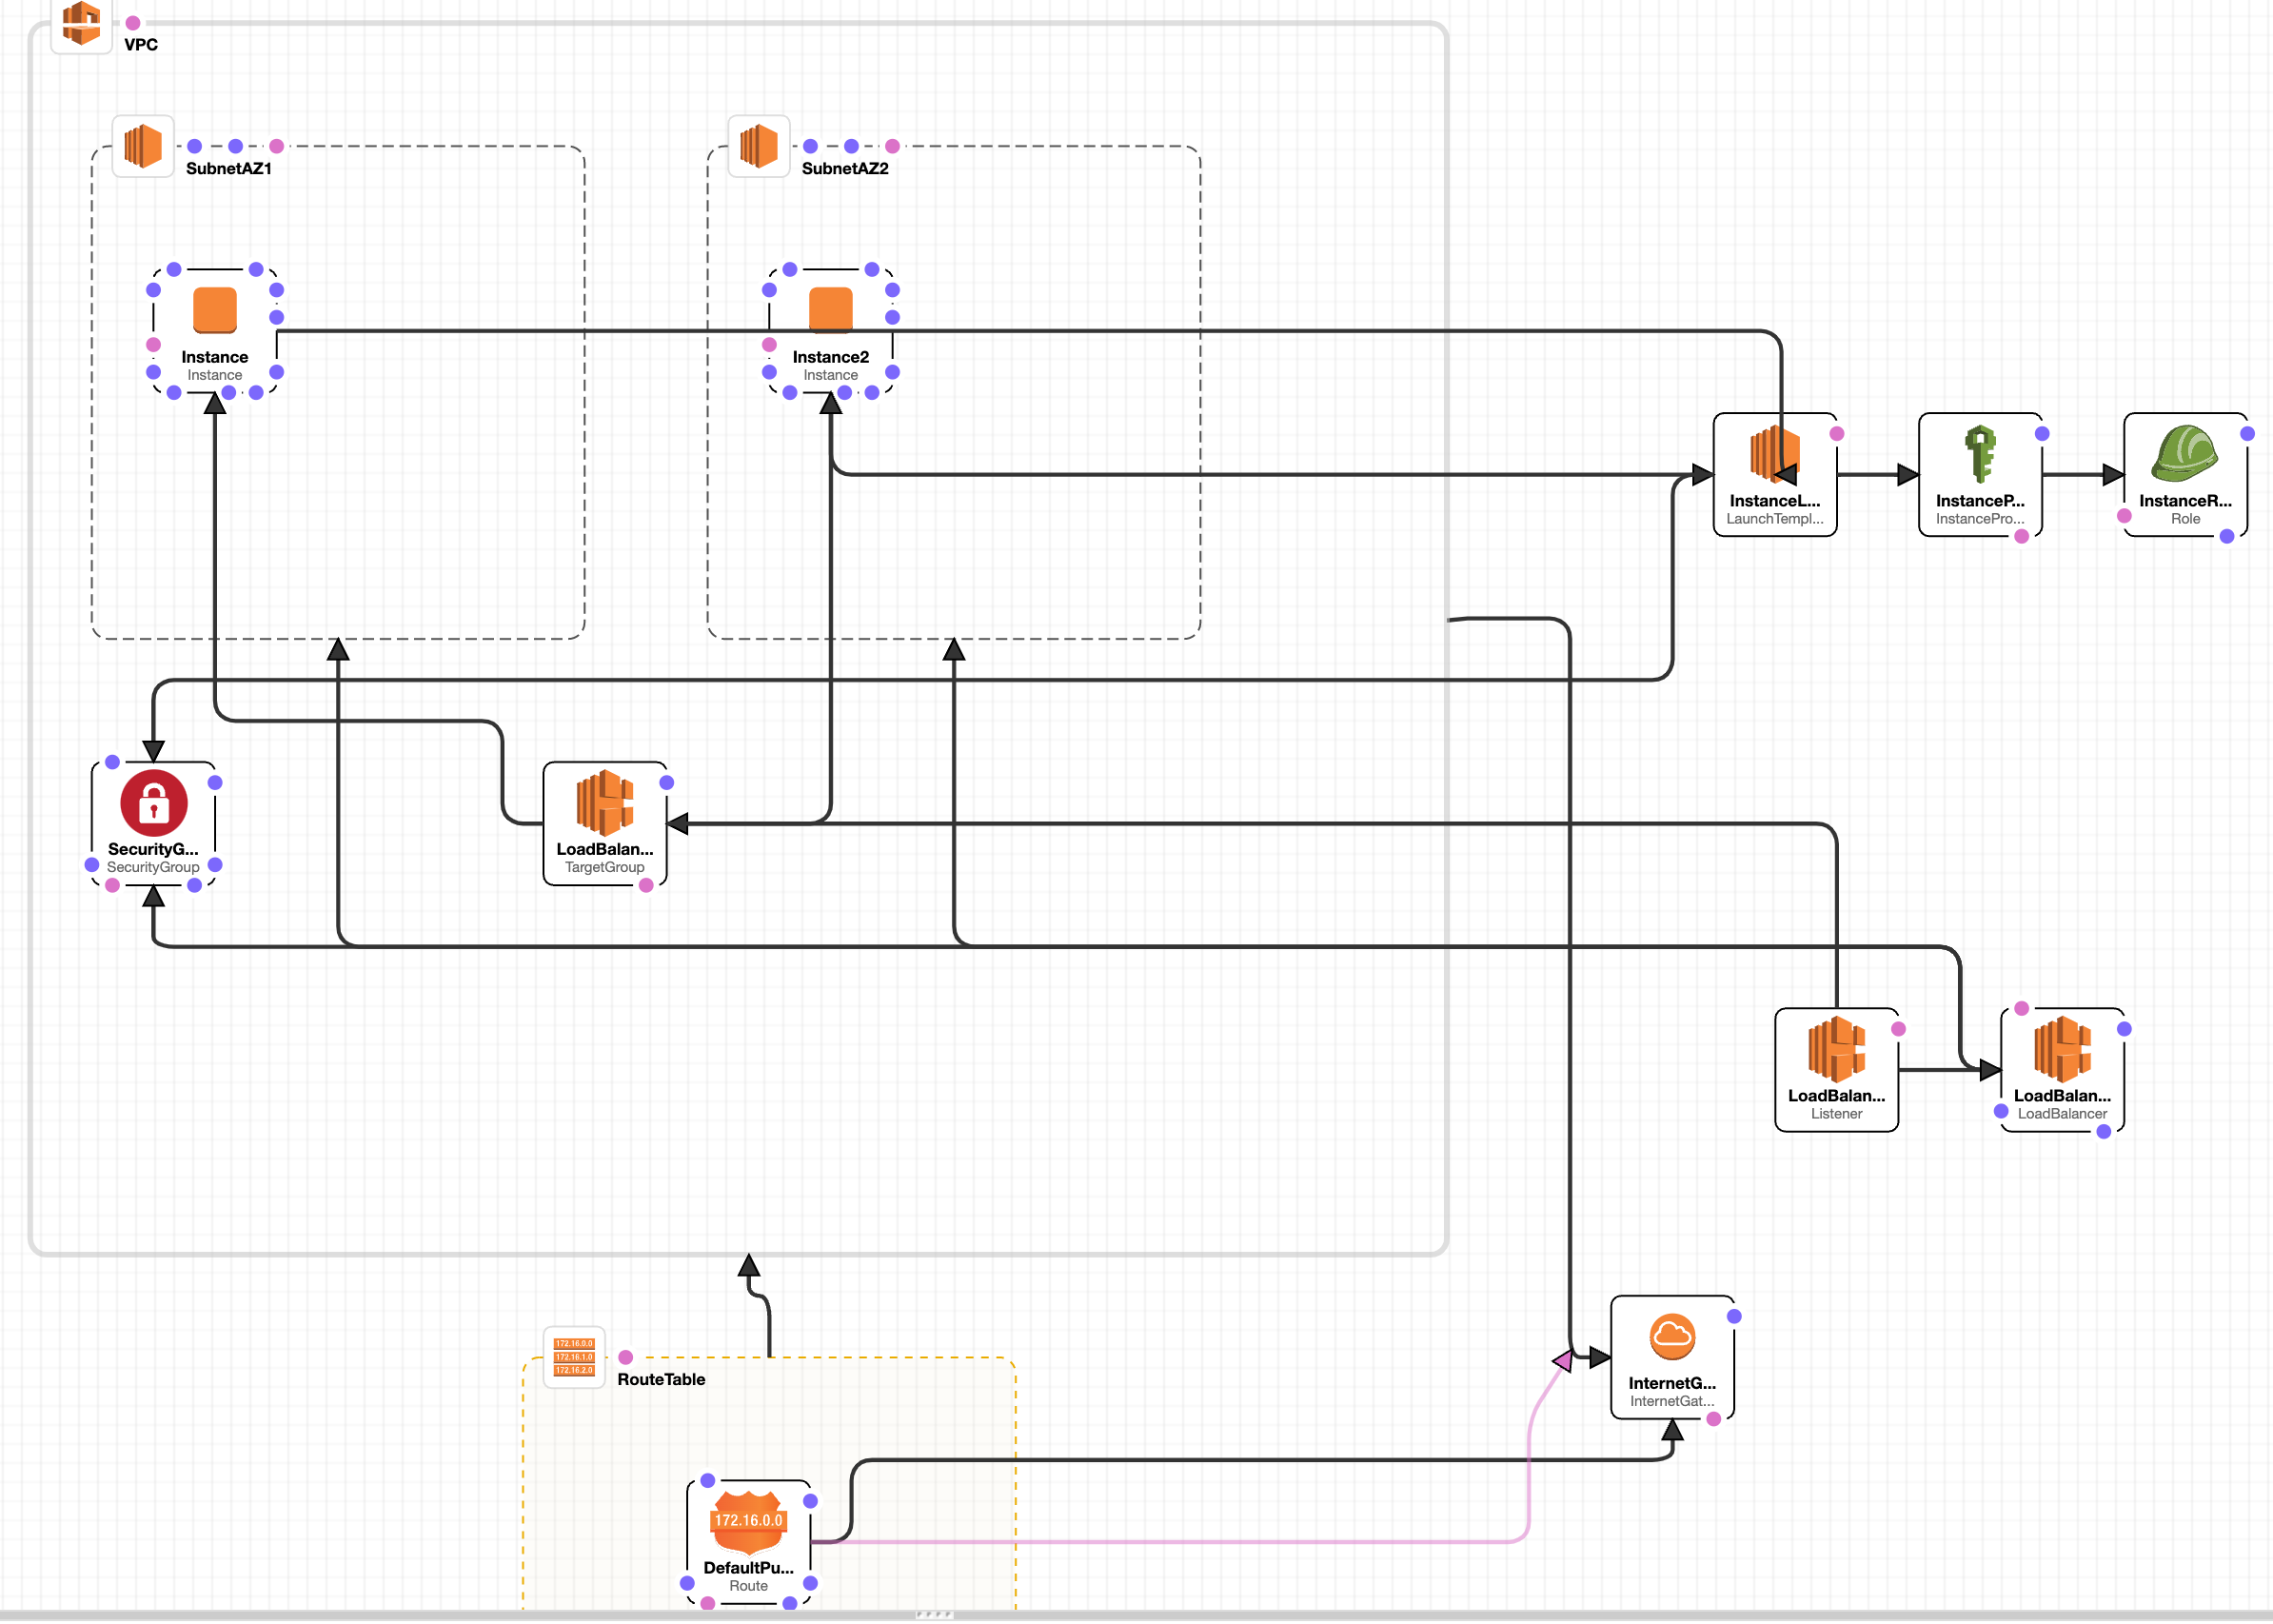 VPC
SubnetAZ1
SubnetAZ2
Instance
Instance
Instance2
Instance
InstanceL...
LaunchTempl...
InstanceP...
InstancePro...
InstanceR...
Role
SecurityG...
SecurityGroup
LoadBalan...
TargetGroup
LoadBalan...
Listener
LoadBalan...
LoadBalancer
172.16.0.0
172.16.1.0
172.16.2.0
RouteTable
InternetG...
InternetGat...
172.16.0.0
DefaultPu...
Route